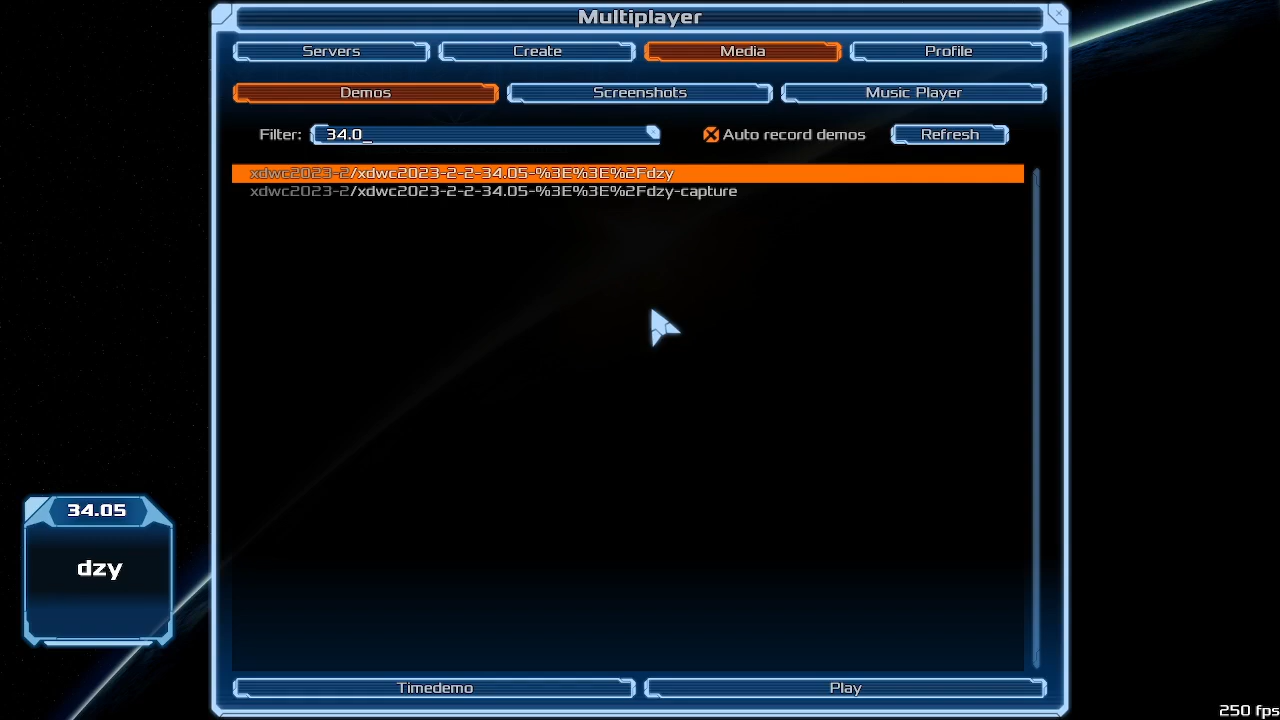 Multiplayer
Servers Create Media Profile
Demos Screenshots Music Player
Filter: 34.0_ Auto record demos Refresh
xdwc2023-2/xdwc2023-2-2-34.05-%3E%3E%2Fdzy
xdwc2023-2/xdwc2023-2-2-34.05-%3E%3E%2Fdzy-capture
34.05
dzy
Timedemo Play
250 fps